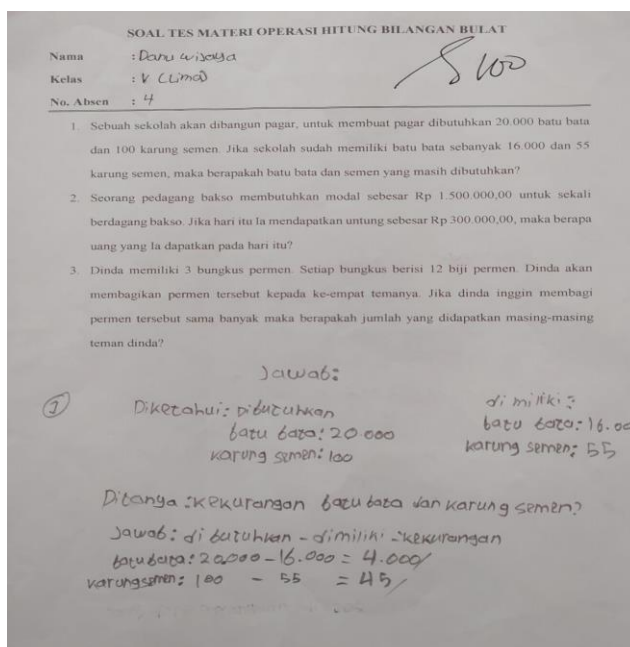 SOAL TES MATERI OPERASI HITUNG BILANGAN BULAT
Nama : Danu wisaya
Kelas : V (Lima)
No. Absen : 4
100
1. Sebuah sekolah akan dibangun pagar, untuk membuat pagar dibutuhkan 20.000 batu bata
dan 100 karung semen. Jika sekolah sudah memiliki batu bata sebanyak 16.000 dan 55
karung semen, maka berapakah batu bata dan semen yang masih dibutuhkan?
2. Seorang pedagang bakso membutuhkan modal sebesar Rp 1.500.000,00 untuk sekali
berdagang bakso. Jika hari itu Ia mendapatkan untung sebesar Rp 300.000,00, maka berapa
uang yang Ia dapatkan pada hari itu?
3. Dinda memiliki 3 bungkus permen. Setiap bungkus berisi 12 biji permen. Dinda akan
membagikan permen tersebut kepada ke-empat temanya. Jika dinda inggin membagi
permen tersebut sama banyak maka berapakah jumlah yang didapatkan masing-masing
teman dinda?
Jawab:
1 Diketahui: Dibutuhkan
batu bata: 20.000
karung semen: 100
di miliki:
batu bata: 16.00
karung semen: 55
Ditanya: kekurangan batu bata dan karung semen?
Jawab: di butuhkan - dimiliki = kekurangan
batu bata: 20.000 - 16.000 = 4.000
karung semen: 100 - 55 = 45